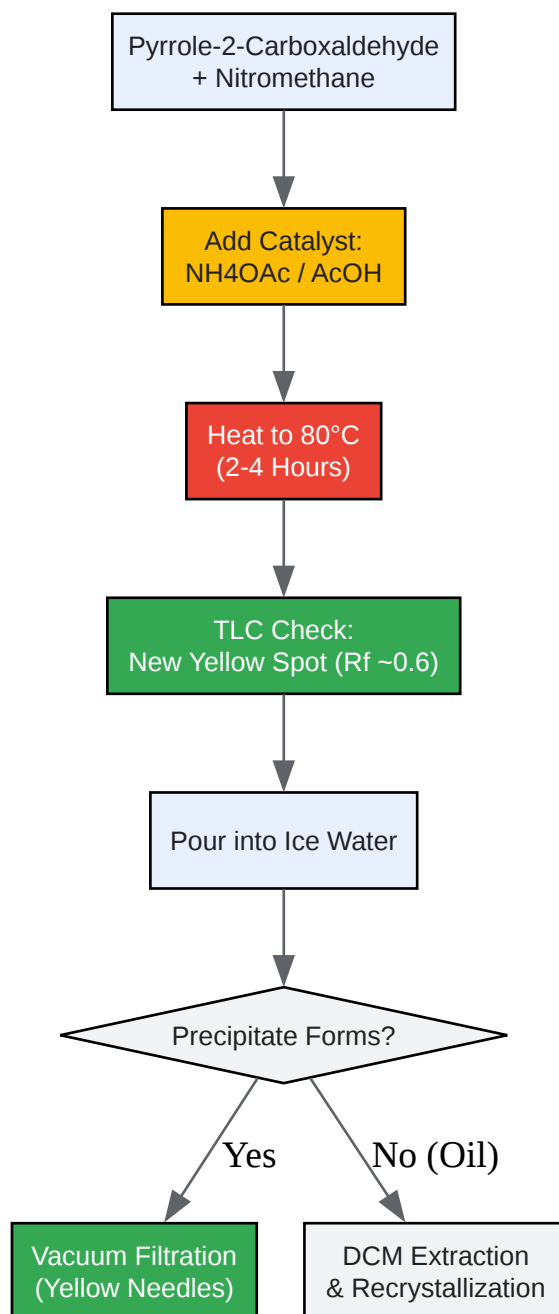 Pyrrole-2-Carboxaldehyde
+ Nitromethane
Add Catalyst:
NH4OAc / AcOH
Heat to 80°C
(2-4 Hours)
TLC Check:
New Yellow Spot (Rf ~0.6)
Pour into Ice Water
Precipitate Forms?
Yes
No (Oil)
Vacuum Filtration
(Yellow Needles)
DCM Extraction
& Recrystallization